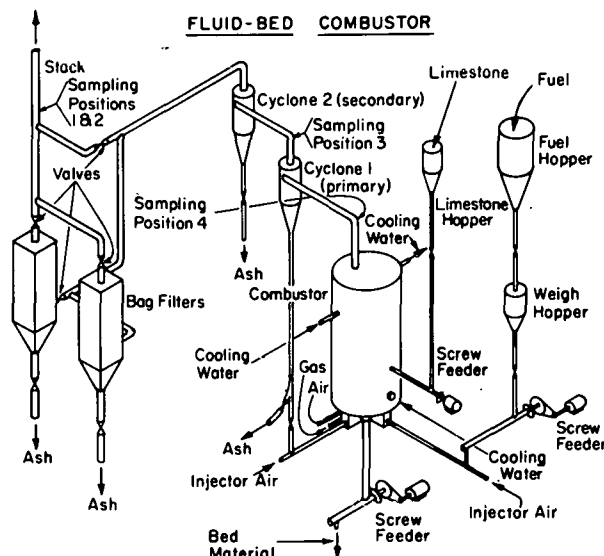 FLUID-BED COMBUSTOR
Stack
Sampling
Positions
1&2
Valves
Cyclone 2 (secondary)
Sampling
Position 3
Cyclone 1
(primary)
Sampling
Position 4
Limestone
Fuel
Fuel
Hopper
Limestone
Hopper
Cooling
Water
Ash
Combustor
Bag Filters
Weigh
Hopper
Cooling
Water
Gas
Air
Screw
Feeder
Screw
Feeder
Ash
Cooling
Water
Ash
Injector Air
Injector Air
Ash
Screw
Feeder
Bed
Material